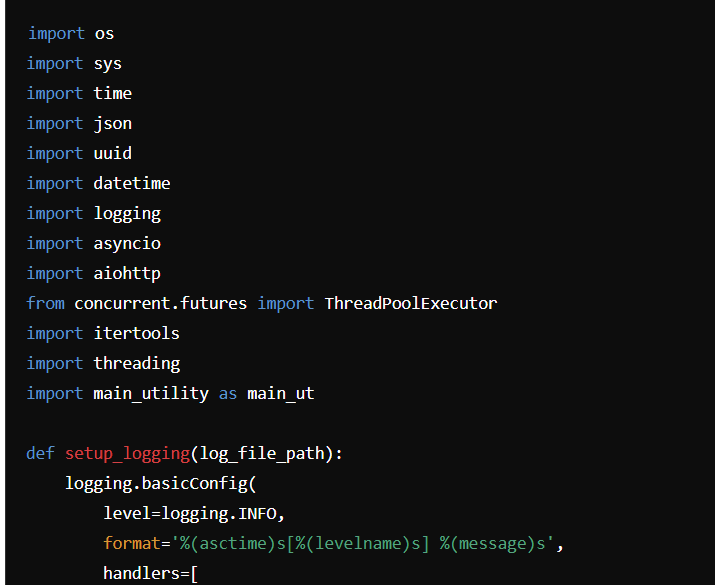 import os
import sys
import time
import json
import uuid
import datetime
import logging
import asyncio
import aiohttp
from concurrent.futures import ThreadPoolExecutor
import itertools
import threading
import main_utility as main_ut

def setup_logging(log_file_path):
    logging.basicConfig(
        level=logging.INFO,
        format='%(asctime)s[%(levelname)s] %(message)s',
        handlers=[